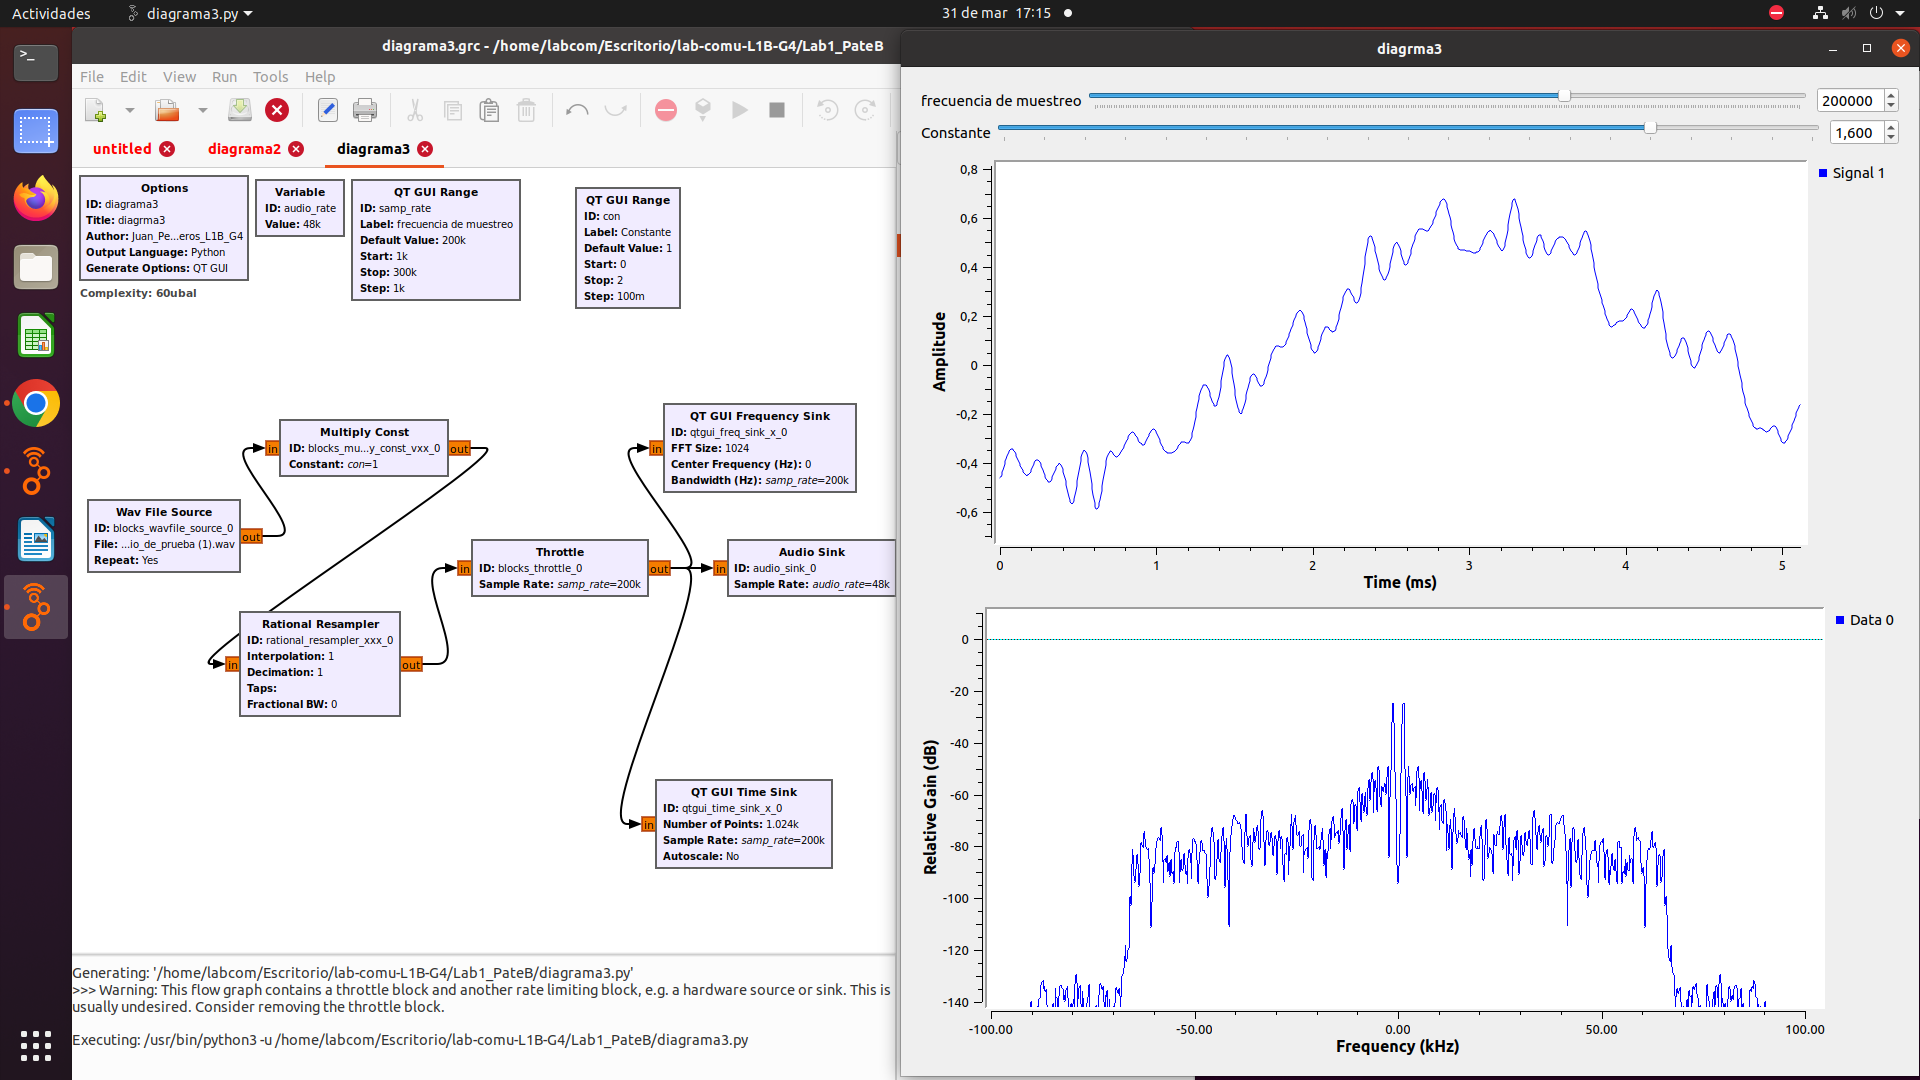 Actividades
diagrama3.py
31 de mar 17:15
diagrama3.grc - /home/labcom/Escritorio/lab-comu-L1B-G4/Lab1_PateB
File Edit View Run Tools Help
untitled
diagrama2
diagrama3
Options
ID: diagrama3
Title: diagrma3
Author: Juan_Pe...eros_L1B_G4
Output Language: Python
Generate Options: QT GUI
Complexity: 60ubal
Variable
ID: audio_rate
Value: 48k
QT GUI Range
ID: samp_rate
Label: frecuencia de muestreo
Default Value: 200k
Start: 1k
Stop: 300k
Step: 1k
QT GUI Range
ID: con
Label: Constante
Default Value: 1
Start: 0
Stop: 2
Step: 100m
Multiply Const
ID: blocks_mu...y_const_vxx_0
Constant: con=1
in
out
Wav File Source
ID: blocks_wavfile_source_0
File: ...io_de_prueba (1).wav
Repeat: Yes
out
Rational Resampler
ID: rational_resampler_xxx_0
Interpolation: 1
Decimation: 1
Taps:
Fractional BW: 0
in
out
Throttle
ID: blocks_throttle_0
Sample Rate: samp_rate=200k
in
out
QT GUI Frequency Sink
ID: qtgui_freq_sink_x_0
FFT Size: 1024
Center Frequency (Hz): 0
Bandwidth (Hz): samp_rate=200k
in
Audio Sink
ID: audio_sink_0
Sample Rate: audio_rate=48k
in
QT GUI Time Sink
ID: qtgui_time_sink_x_0
Number of Points: 1.024k
Sample Rate: samp_rate=200k
Autoscale: No
in
Generating: '/home/labcom/Escritorio/lab-comu-L1B-G4/Lab1_PateB/diagrama3.py'
>>> Warning: This flow graph contains a throttle block and another rate limiting block, e.g. a hardware source or sink. This is
usually undesired. Consider removing the throttle block.
Executing: /usr/bin/python3 -u /home/labcom/Escritorio/lab-comu-L1B-G4/Lab1_PateB/diagrama3.py
diagrma3
frecuencia de muestreo
200000
Constante
1,600
Signal 1
Amplitude
0,8
0,6
0,4
0,2
0
-0,2
-0,4
-0,6
0 1 2 3 4 5
Time (ms)
Data 0
Relative Gain (dB)
0
-20
-40
-60
-80
-100
-120
-140
-100.00 -50.00 0.00 50.00 100.00
Frequency (kHz)